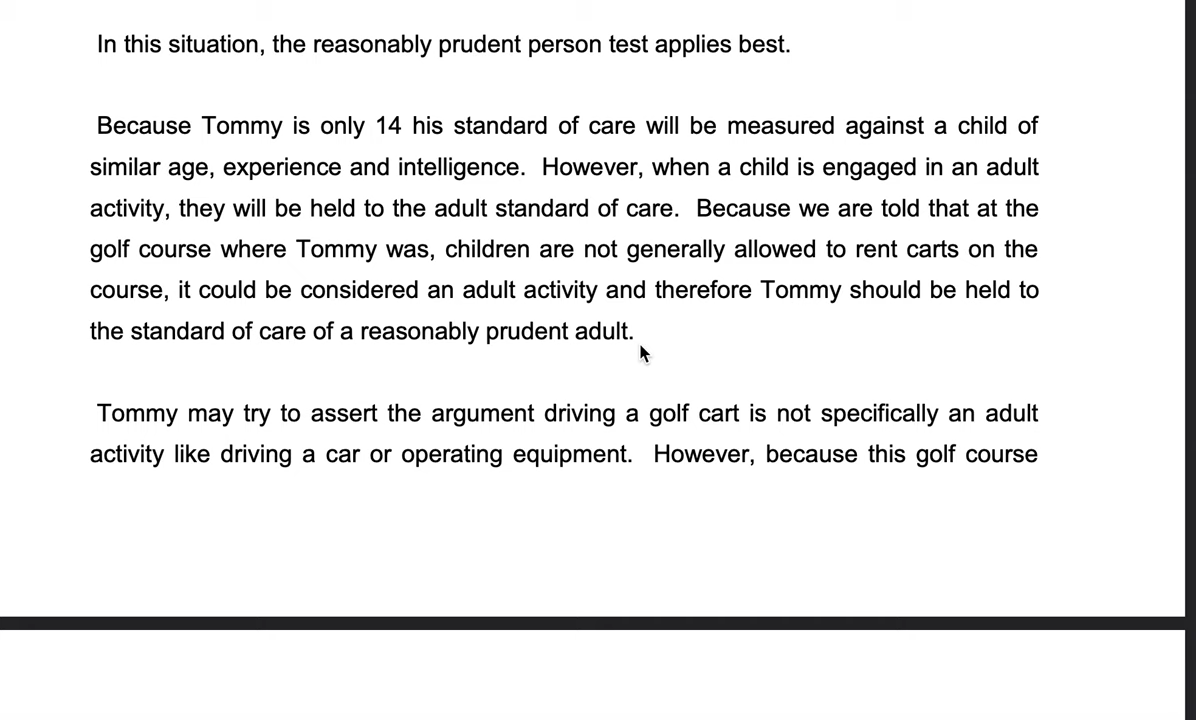 In this situation, the reasonably prudent person test applies best.
Because Tommy is only 14 his standard of care will be measured against a child of
similar age, experience and intelligence.  However, when a child is engaged in an adult
activity, they will be held to the adult standard of care.  Because we are told that at the
golf course where Tommy was, children are not generally allowed to rent carts on the
course, it could be considered an adult activity and therefore Tommy should be held to
the standard of care of a reasonably prudent adult.
Tommy may try to assert the argument driving a golf cart is not specifically an adult
activity like driving a car or operating equipment.  However, because this golf course